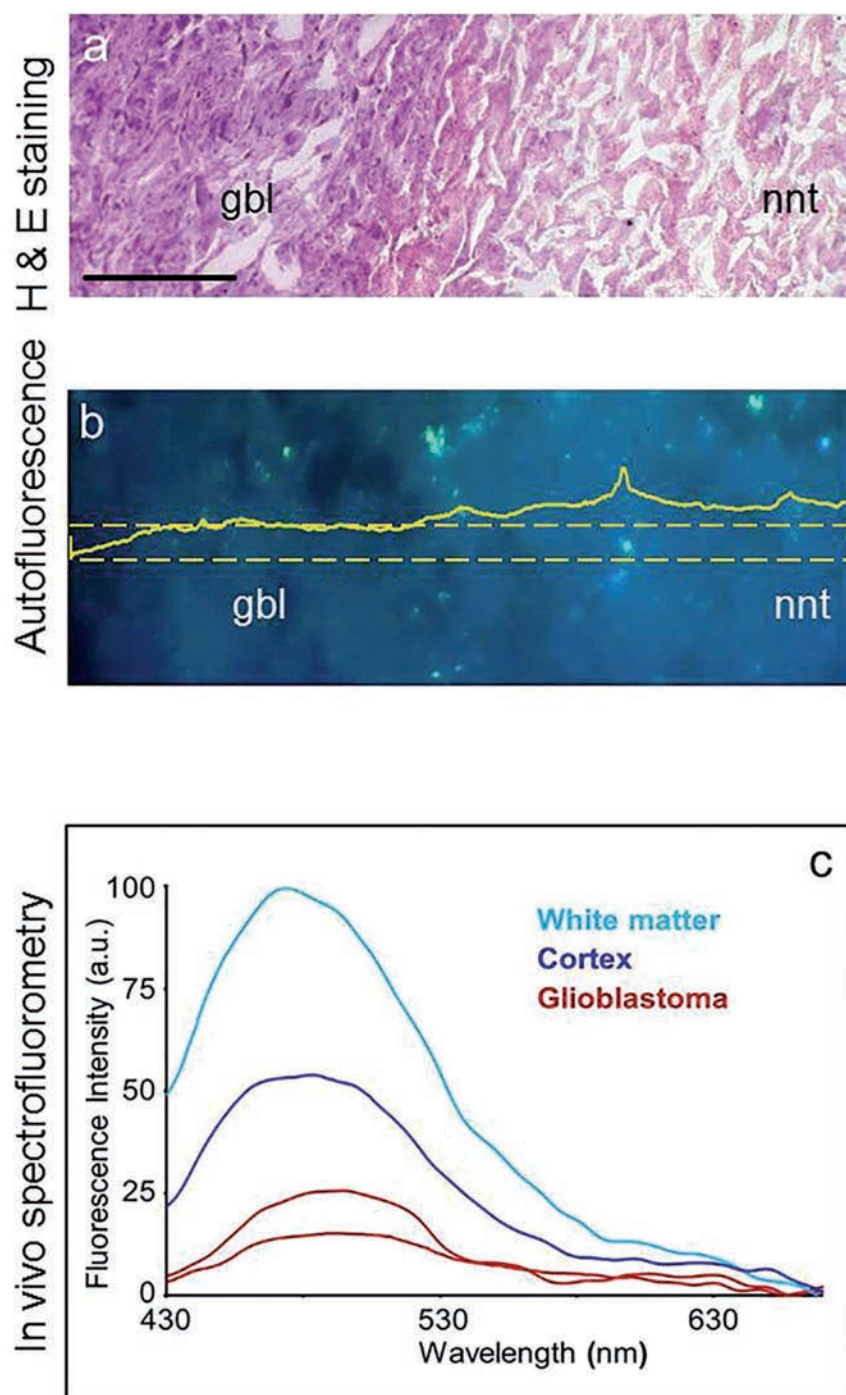 H & E staining
a
gbl
nnt
Autofluorescence
b
gbl
nnt
In vivo spectrofluorometry
c
Fluorescence Intensity (a.u.)
100
75
50
25
0
White matter
Cortex
Glioblastoma
430
530
630
Wavelength (nm)